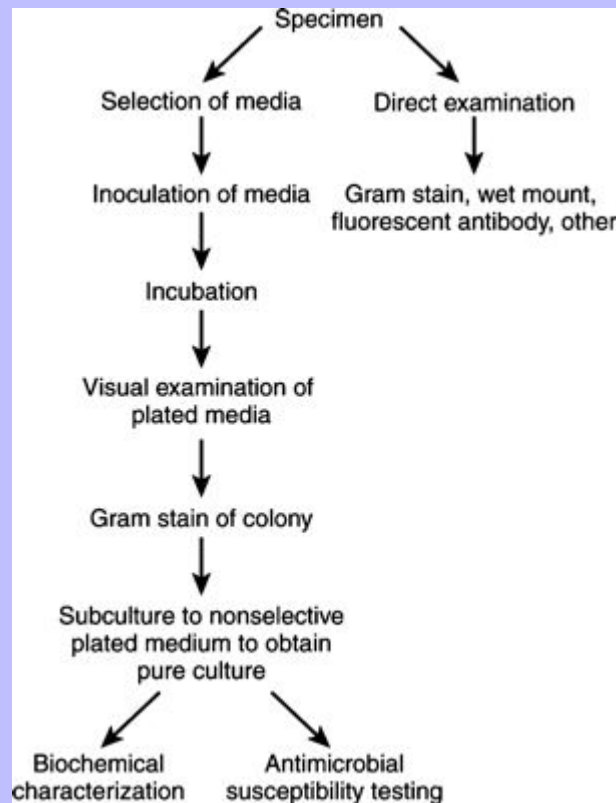 Specimen
Selection of media
Direct examination
Inoculation of media
Gram stain, wet mount,
fluorescent antibody, other
Incubation
Visual examination of
plated media
Gram stain of colony
Subculture to nonselective
plated medium to obtain
pure culture
Biochemical
characterization
Antimicrobial
susceptibility testing